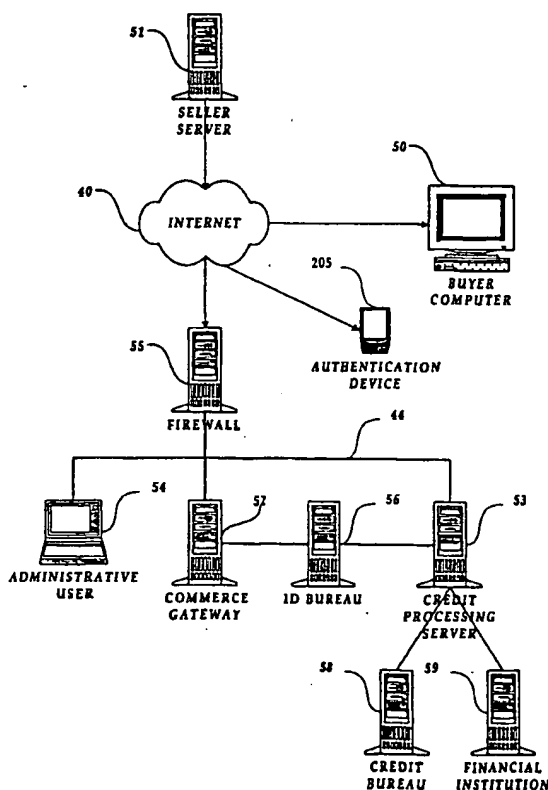 51
SELLER
SERVER
50
40
INTERNET
BUYER
COMPUTER
205
55
AUTHENTICATION
DEVICE
FIREWALL
44
54
52
56
53
ADMINISTRATIVE
USER
COMMERCE
GATEWAY
ID BUREAU
CREDIT
PROCESSING
SERVER
58
59
CREDIT
BUREAU
FINANCIAL
INSTITUTION